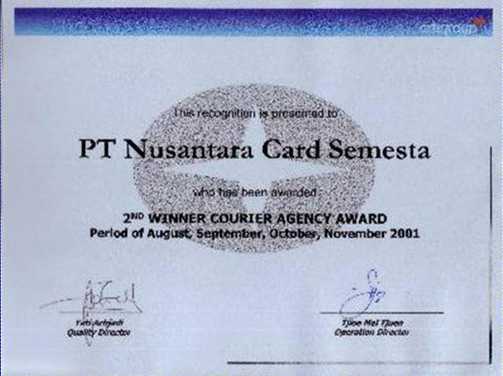 citigroup
This recognition is presented to
PT Nusantara Card Semesta
who has been awarded
2ND WINNER COURIER AGENCY AWARD
Period of August, September, October, November 2001
Quality Director
Tjioe Mei Tjuen
Operation Director